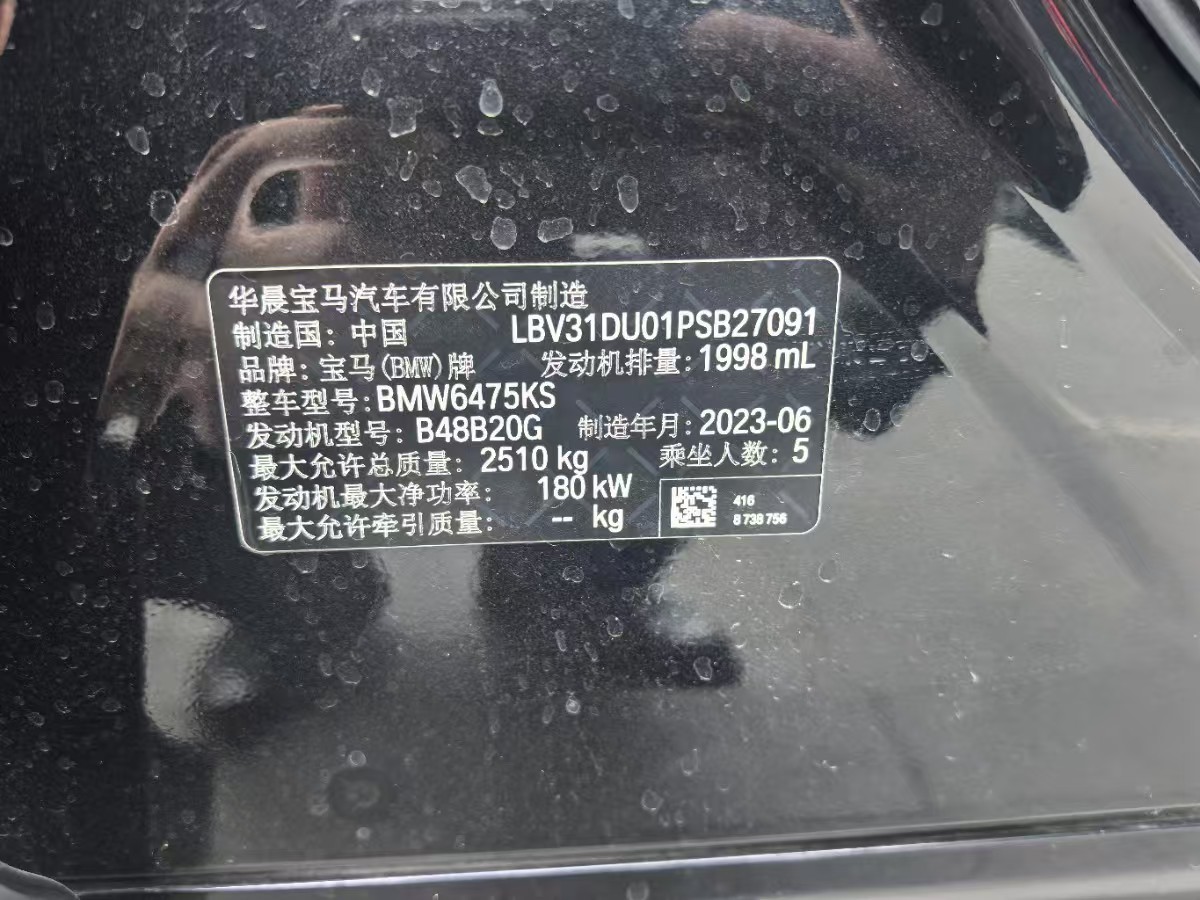 华晨宝马汽车有限公司制造
制造国: 中国 LBV31DU01PSB27091
品牌: 宝马(BMW)牌 发动机排量: 1998 mL
整车型号: BMW6475KS
发动机型号: B48B20G 制造年月: 2023-06
最大允许总质量: 2510 kg 乘坐人数: 5
发动机最大净功率: 180 kW
最大允许牵引质量: -- kg
416
8 738 756